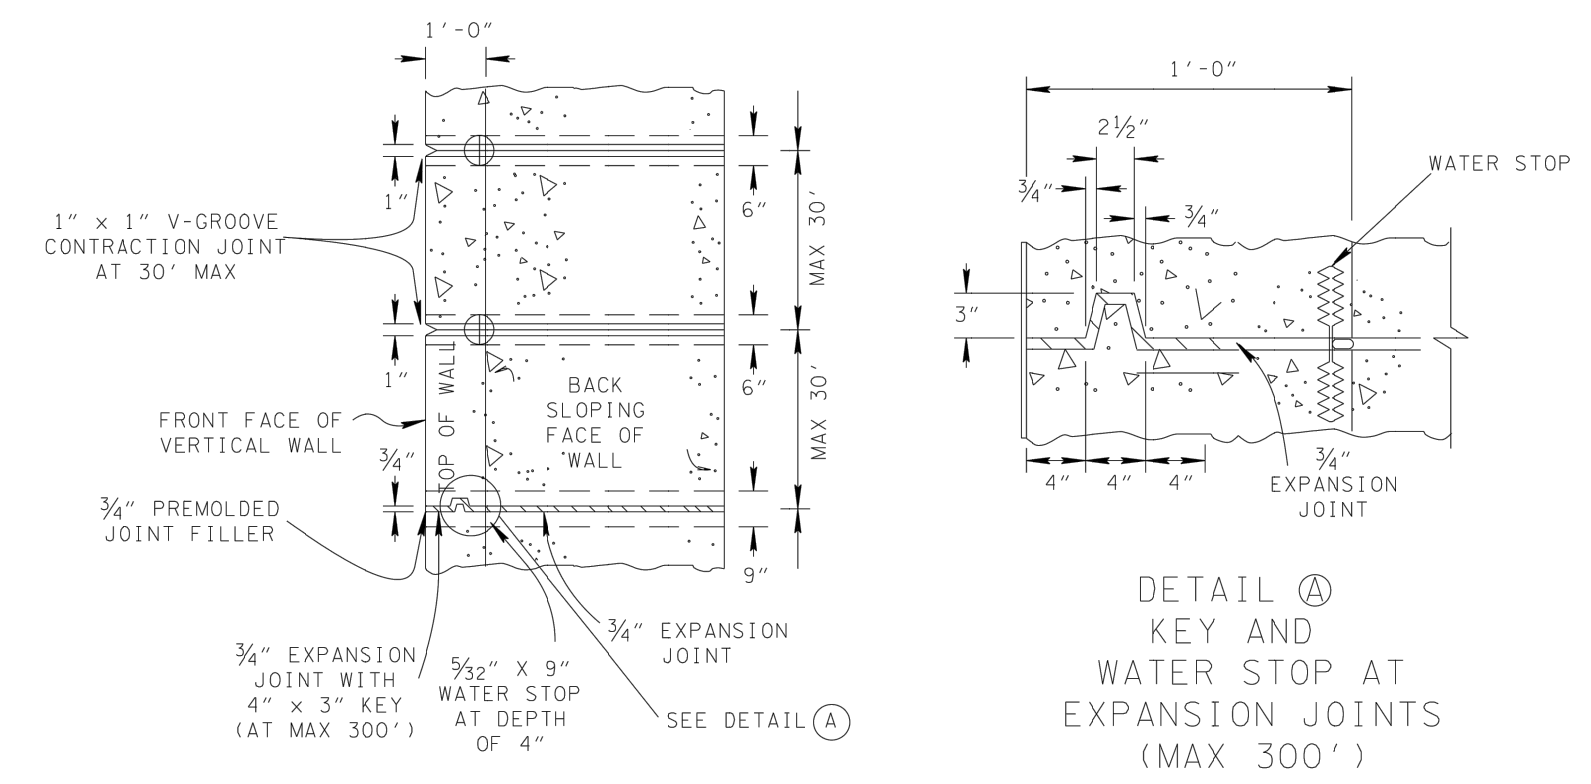 1'-0"
1"
6"
MAX 30'
1" x 1" V-GROOVE
CONTRACTION JOINT
AT 30' MAX
1"
6"
MAX 30'
TOP OF WALL
BACK
SLOPING
FACE OF
WALL
FRONT FACE OF
VERTICAL WALL
3/4"
3/4" PREMOLDED
JOINT FILLER
9"
3/4" EXPANSION
JOINT WITH
4" x 3" KEY
(AT MAX 300')
5/32" X 9"
WATER STOP
AT DEPTH
OF 4"
3/4" EXPANSION
JOINT
SEE DETAIL A
1'-0"
2 1/2"
WATER STOP
3/4"
3/4"
3"
4"
4"
4"
3/4"
EXPANSION
JOINT
DETAIL A
KEY AND
WATER STOP AT
EXPANSION JOINTS
(MAX 300')